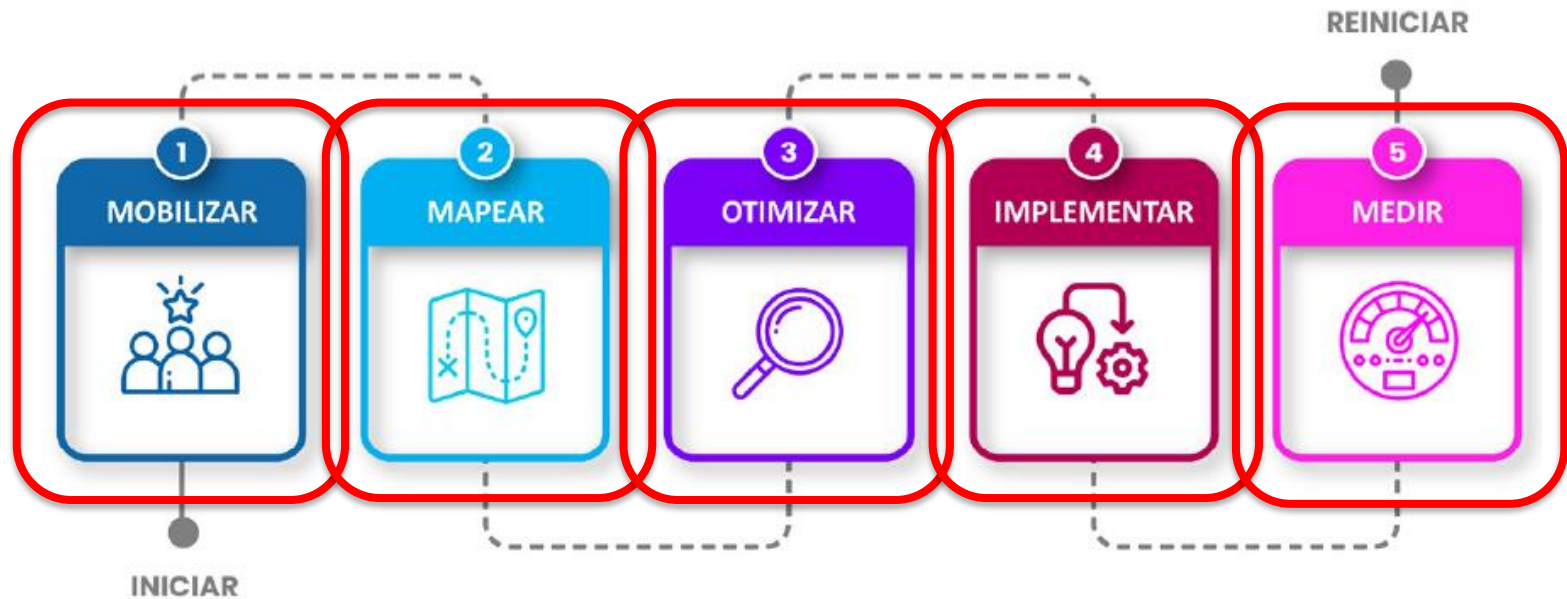 REINICIAR
1
MOBILIZAR
2
MAPEAR
3
OTIMIZAR
4
IMPLEMENTAR
5
MEDIR
INICIAR